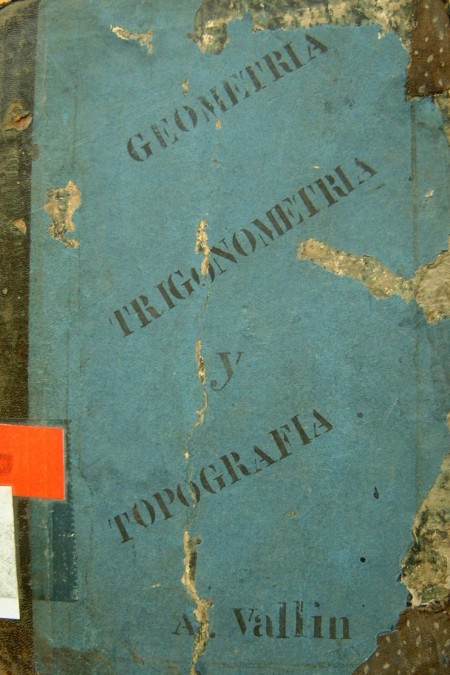 GEOMETRIA
TRIGONOMETRIA
y
TOPOGRAFIA
A. Vallin